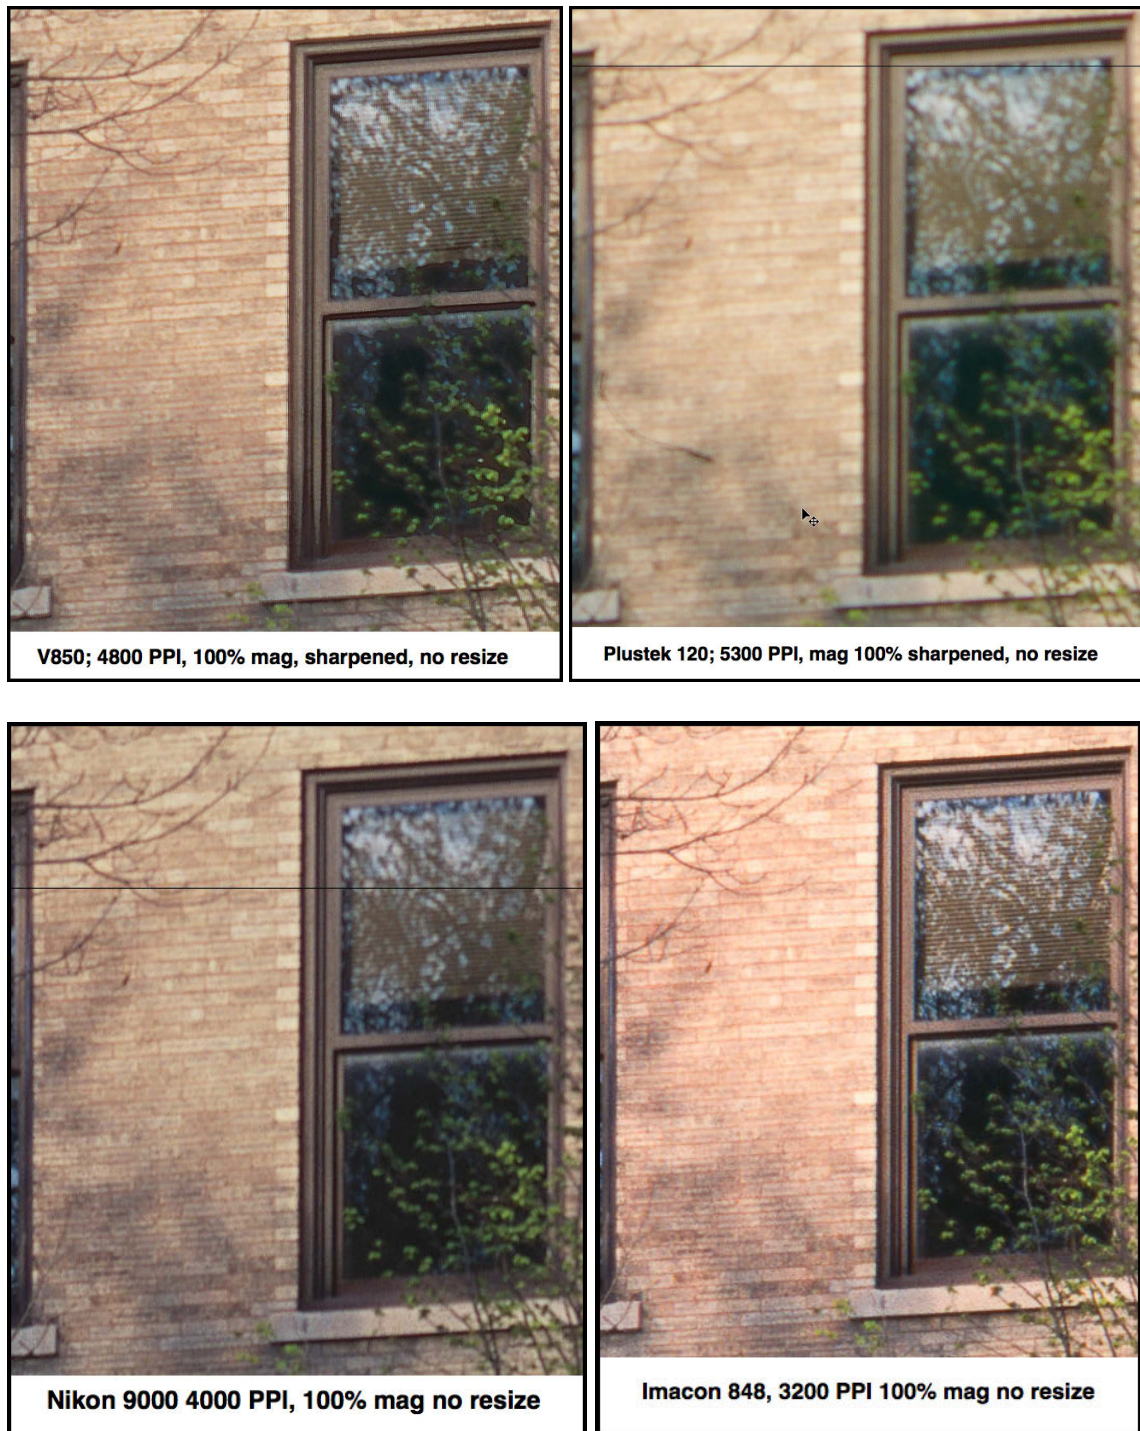 V850; 4800 PPI, 100% mag, sharpened, no resize
Plustek 120; 5300 PPI, mag 100% sharpened, no resize
Nikon 9000 4000 PPI, 100% mag no resize
Imacon 848, 3200 PPI 100% mag no resize